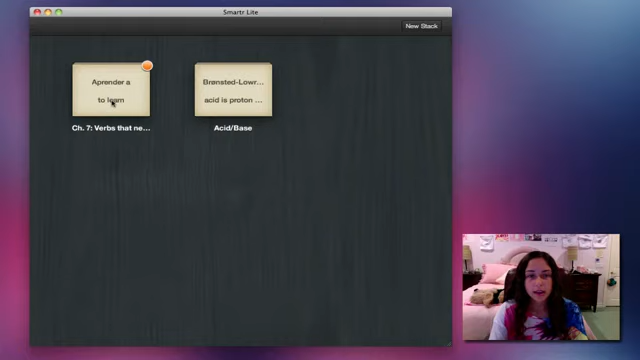 Smartr Lite
New Stack
Aprender a
to learn
Ch. 7: Verbs that ne...
Brønsted-Lowr...
acid is proton ...
Acid/Base